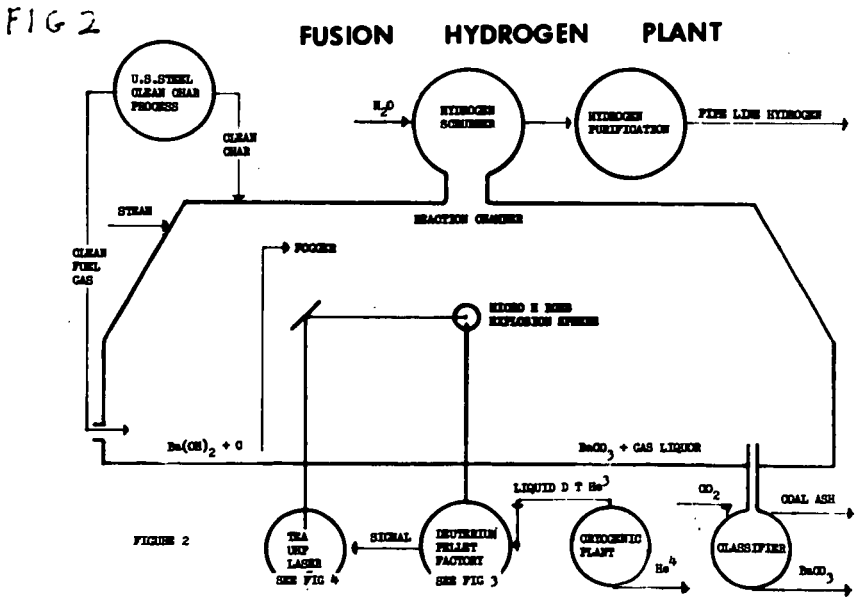 FIG 2
FUSION HYDROGEN PLANT
U.S.STEEL
CLEAN CHAR
PROCESS
H2O
HYDROGEN
SCRUBBER
HYDROGEN
PURIFICATION
PIPE LINE HYDROGEN
CLEAN
CHAR
STEAM
REACTION CHAMBER
CLEAN
FUEL
GAS
FOGGER
MICRO H BOMB
EXPLOSION SPHERE
Ba(OH)2 + C
BaCO3 + GAS LIQUOR
LIQUID D T He3
CO2
COAL ASH
FIGURE 2
TEA
UHF
LASER
SEE FIG 4
SIGNAL
DEUTERIUM
PELLET
FACTORY
SEE FIG 3
CRYOGENIC
PLANT
He4
CLASSIFIER
BaCO3